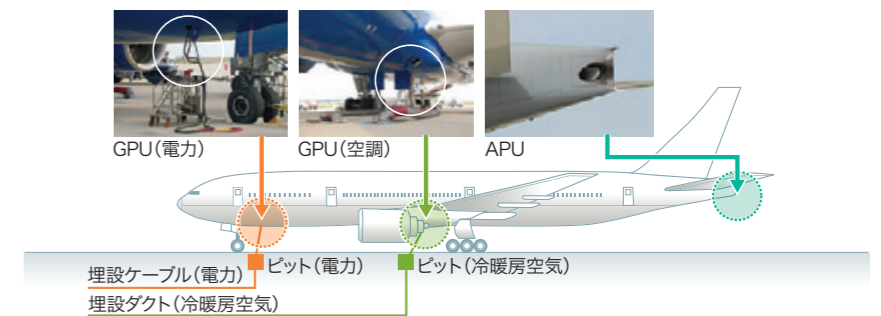 GPU（電力）
GPU（空調）
APU
ピット（電力）
ピット（冷暖房空気）
埋設ケーブル（電力）
埋設ダクト（冷暖房空気）